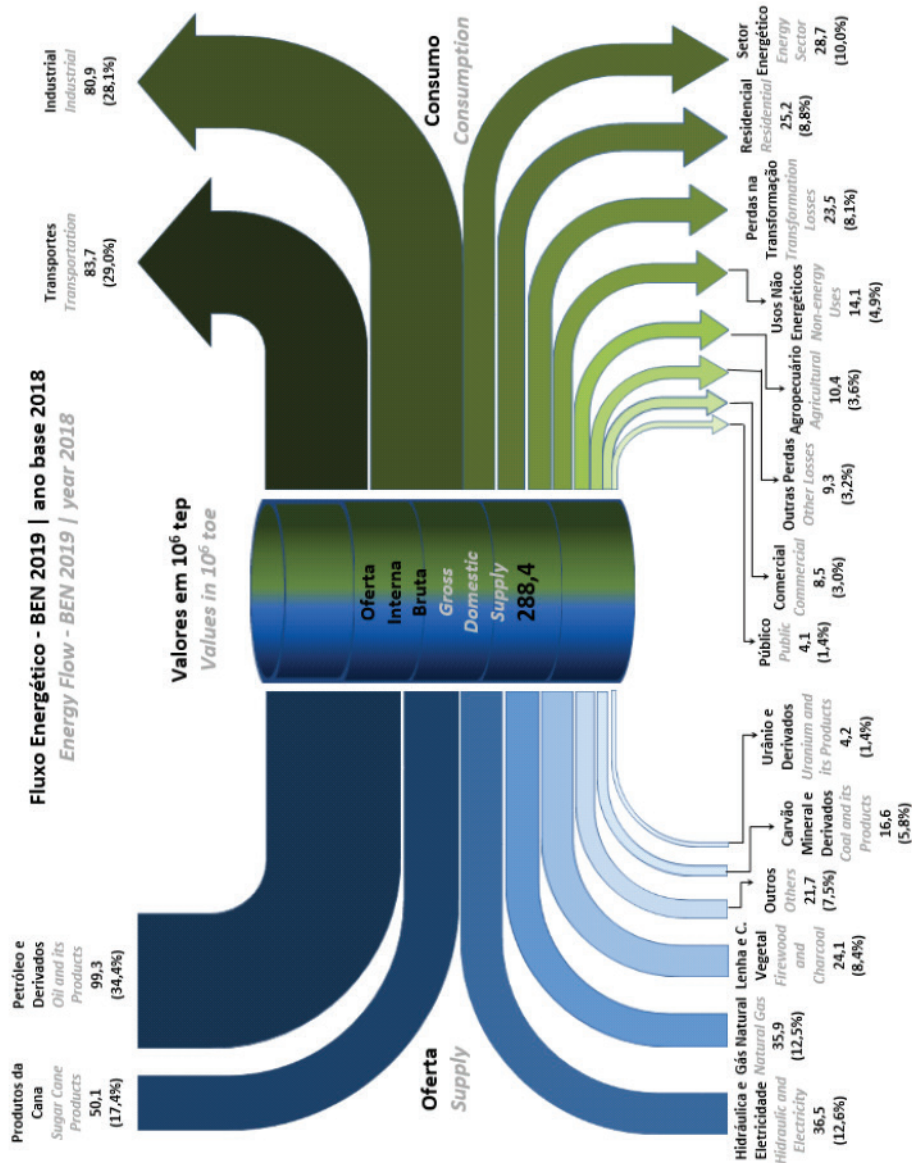 Fluxo Energético - BEN 2019 | ano base 2018
Energy Flow - BEN 2019 | year 2018
Valores em 10⁶ tep
Values in 10⁶ toe
Produtos da
Cana
Sugar Cane
Products
50,1
(17,4%)
Petróleo e
Derivados
Oil and its
Products
99,3
(34,4%)
Transportes
Transportation
83,7
(29,0%)
Industrial
Industrial
80,9
(28,1%)
Oferta
Supply
Oferta
Interna
Bruta
Gross
Domestic
Supply
288,4
Consumo
Consumption
Hidráulica e
Eletricidade
Hidraulic and
Electricity
36,5
(12,6%)
Gás Natural
Natural Gas
35,9
(12,5%)
Lenha e C.
Vegetal
Firewood
and
Charcoal
24,1
(8,4%)
Outros
Others
21,7
(7,5%)
Carvão
Mineral e
Derivados
Coal and its
Products
16,6
(5,8%)
Urânio e
Derivados
Uranium and
its Products
4,2
(1,4%)
Público
Public
4,1
(1,4%)
Comercial
Commercial
8,5
(3,0%)
Outras Perdas
Other Losses
9,3
(3,2%)
Agropecuário
Agricultural
10,4
(3,6%)
Usos Não
Energéticos
Non-energy
Uses
14,1
(4,9%)
Perdas na
Transformação
Transformation
Losses
23,5
(8,1%)
Residencial
Residential
25,2
(8,8%)
Setor
Energético
Energy
Sector
28,7
(10,0%)